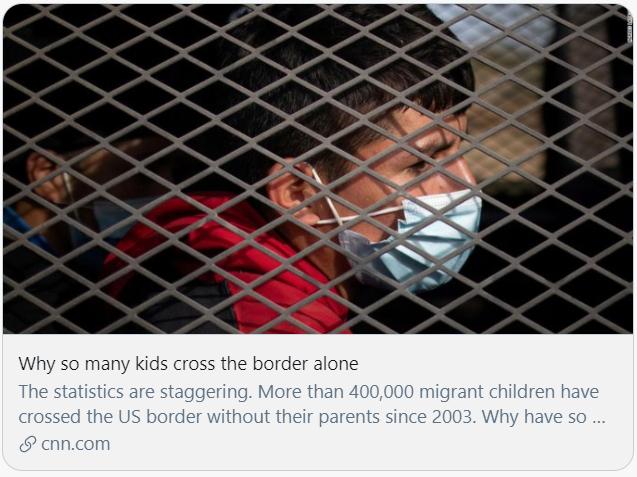 Why so many kids cross the border alone
The statistics are staggering. More than 400,000 migrant children have
crossed the US border without their parents since 2003. Why have so ...
cnn.com